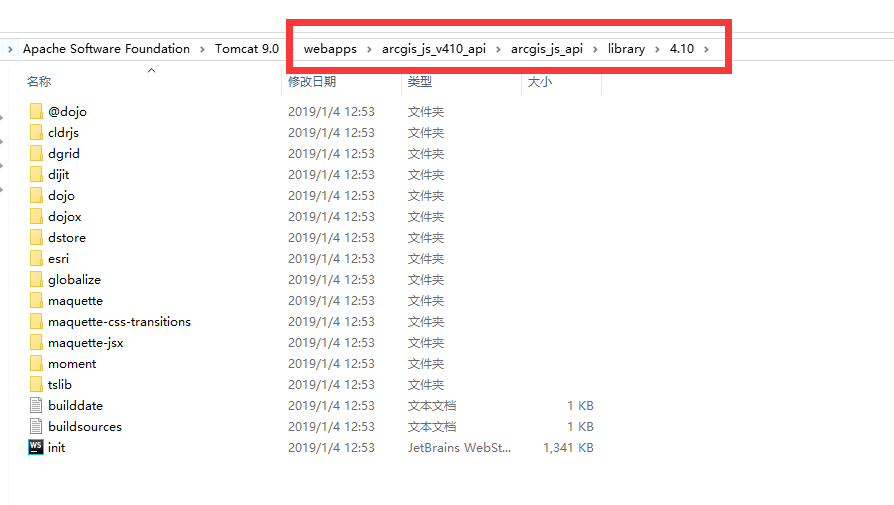 Apache Software Foundation > Tomcat 9.0 webapps > arcgis_js_v410_api > arcgis_js_api > library > 4.10 >
名称 修改日期 类型 大小
@dojo 2019/1/4 12:53 文件夹
cldrjs 2019/1/4 12:53 文件夹
dgrid 2019/1/4 12:53 文件夹
dijit 2019/1/4 12:53 文件夹
dojo 2019/1/4 12:53 文件夹
dojox 2019/1/4 12:53 文件夹
dstore 2019/1/4 12:53 文件夹
esri 2019/1/4 12:53 文件夹
globalize 2019/1/4 12:53 文件夹
maquette 2019/1/4 12:53 文件夹
maquette-css-transitions 2019/1/4 12:53 文件夹
maquette-jsx 2019/1/4 12:53 文件夹
moment 2019/1/4 12:53 文件夹
tslib 2019/1/4 12:53 文件夹
builddate 2019/1/4 12:53 文本文档 1 KB
buildsources 2019/1/4 12:53 文本文档 1 KB
WS init 2019/1/4 12:53 JetBrains WebSt... 1,341 KB